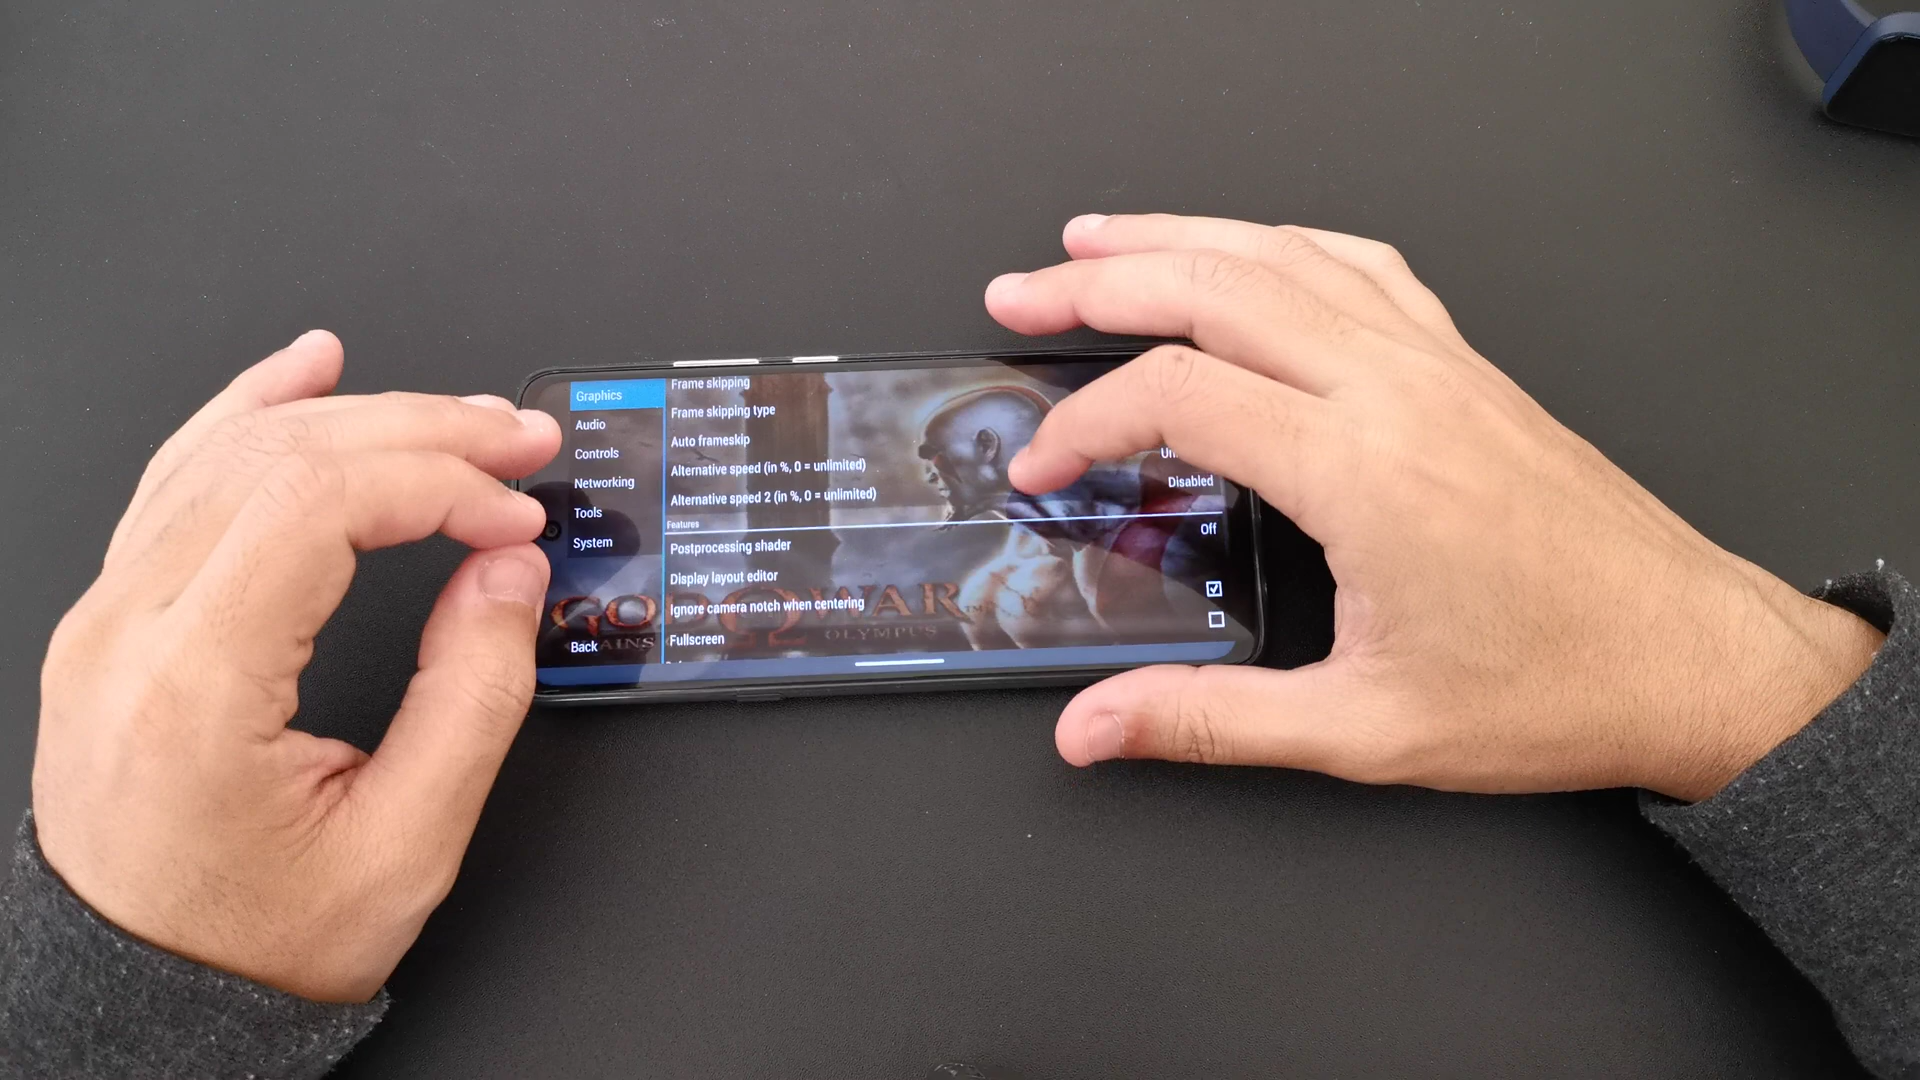 Graphics
Audio
Controls
Networking
Tools
System
Back
Frame skipping
Frame skipping type
Auto frameskip
Alternative speed (in %, 0 = unlimited)
Alternative speed 2 (in %, 0 = unlimited)
Disabled
Features
Postprocessing shader
Off
Display layout editor
Ignore camera notch when centering
Fullscreen
GOD WAR
OLYMPUS